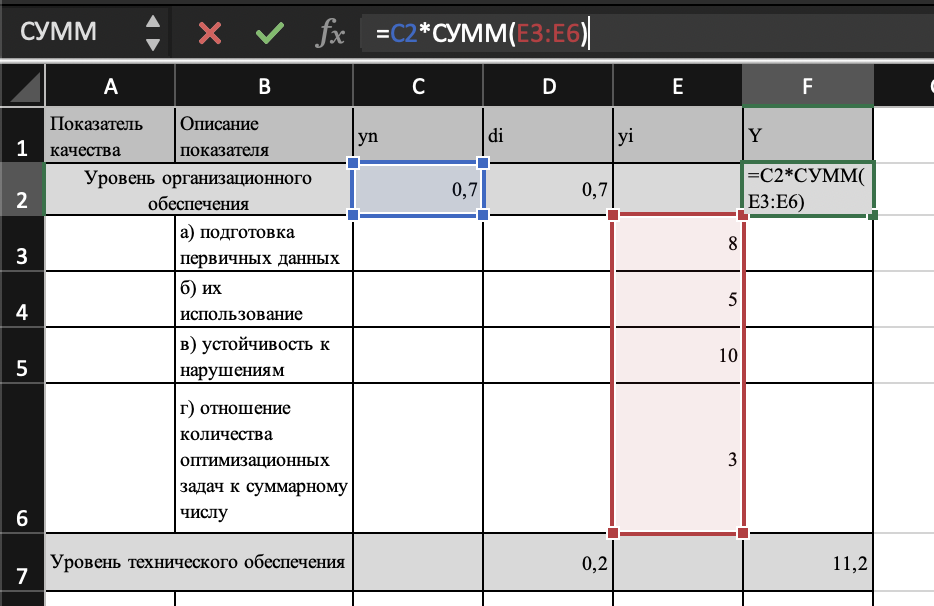 СУММ
fx
=C2*СУММ(E3:E6)
A
B
C
D
E
F
1
Показатель
качества
Описание
показателя
yn
di
yi
Y
2
Уровень организационного
обеспечения
0,7
0,7
=C2*СУММ(
E3:E6)
3
а) подготовка
первичных данных
8
4
б) их
использование
5
5
в) устойчивость к
нарушениям
10
6
г) отношение
количества
оптимизационных
задач к суммарному
числу
3
7
Уровень технического обеспечения
0,2
11,2